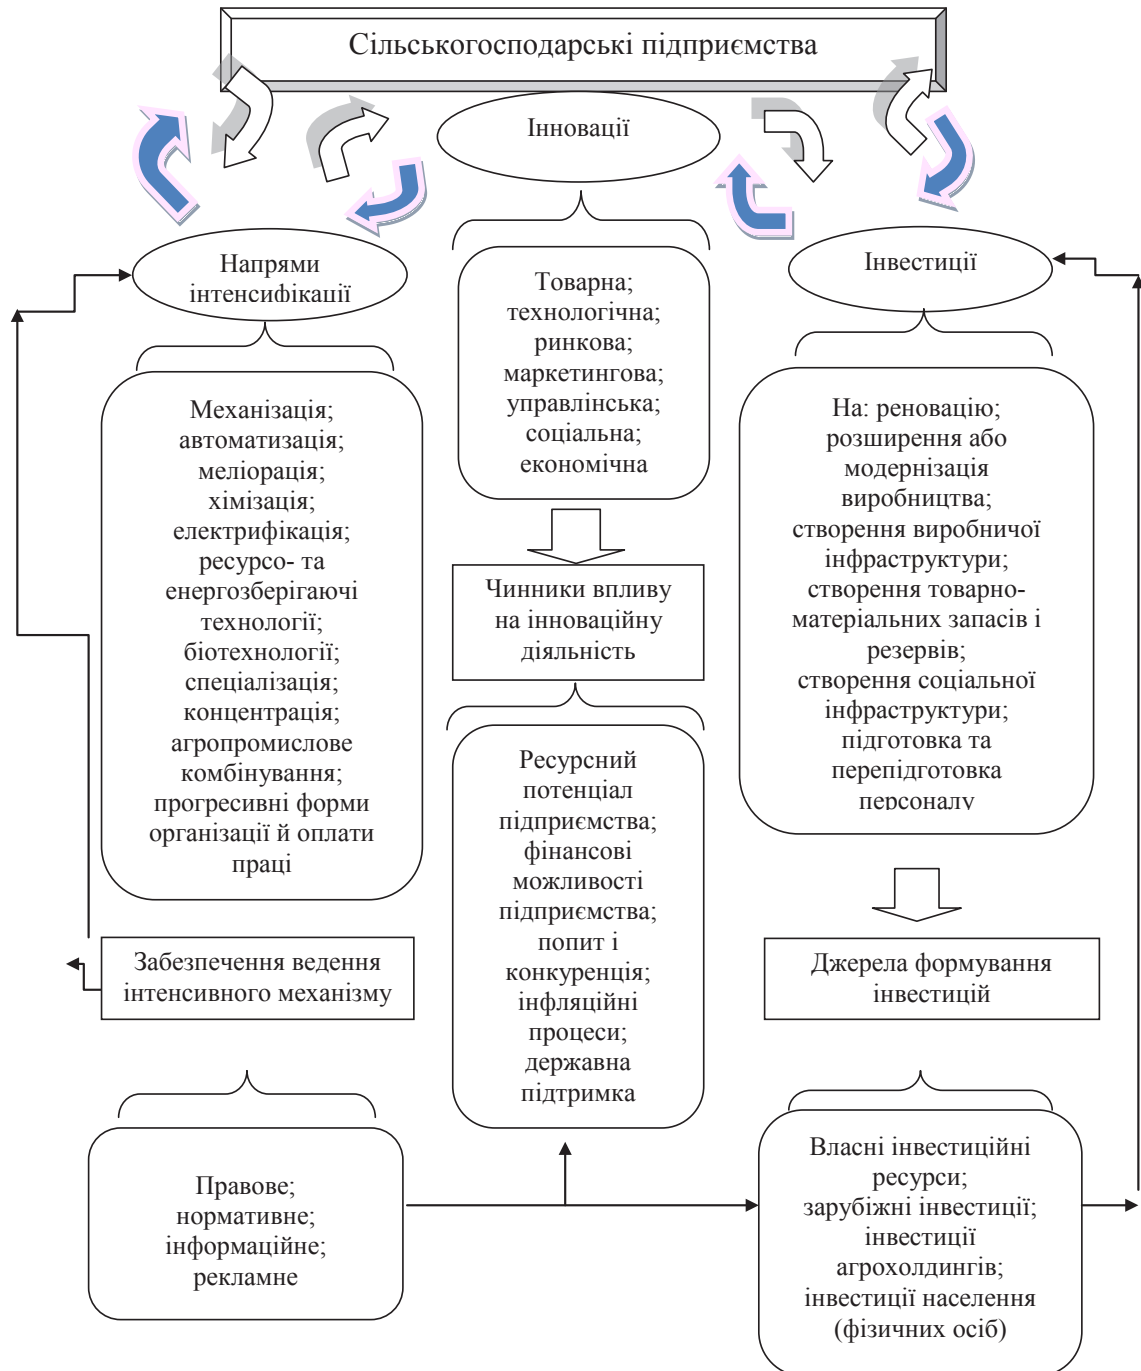 Сільськогосподарські підприємства
Інновації
Напрями
інтенсифікації
Інвестиції
Товарна;
технологічна;
ринкова;
маркетингова;
управлінська;
соціальна;
економічна
Механізація;
автоматизація;
меліорація;
хімізація;
електрифікація;
ресурсо- та
енергозберігаючі
технології;
біотехнології;
спеціалізація;
концентрація;
агропромислове
комбінування;
прогресивні форми
організації й оплати
праці
На: реновацію;
розширення або
модернізація
виробництва;
створення виробничої
інфраструктури;
створення товарно-
матеріальних запасів і
резервів;
створення соціальної
інфраструктури;
підготовка та
перепідготовка
персоналу
Чинники впливу
на інноваційну
діяльність
Ресурсний
потенціал
підприємства;
фінансові
можливості
підприємства;
попит і
конкуренція;
інфляційні
процеси;
державна
підтримка
Забезпечення ведення
інтенсивного механізму
Джерела формування
інвестицій
Правове;
нормативне;
інформаційне;
рекламне
Власні інвестиційні
ресурси;
зарубіжні інвестиції;
інвестиції
агрохолдингів;
інвестиції населення
(фізичних осіб)